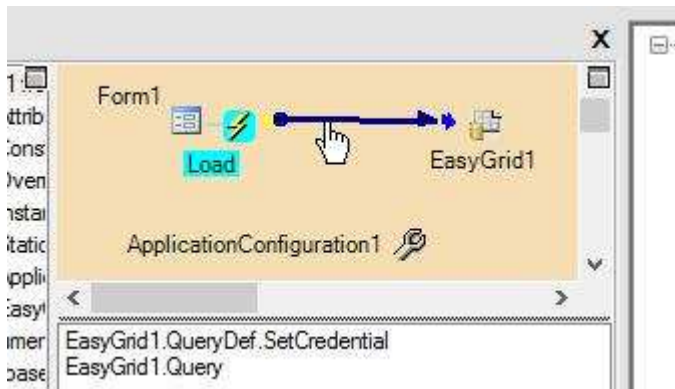 X
Form1
Load
EasyGrid1
ApplicationConfiguration1
EasyGrid1.QueryDef.SetCredential
EasyGrid1.Query